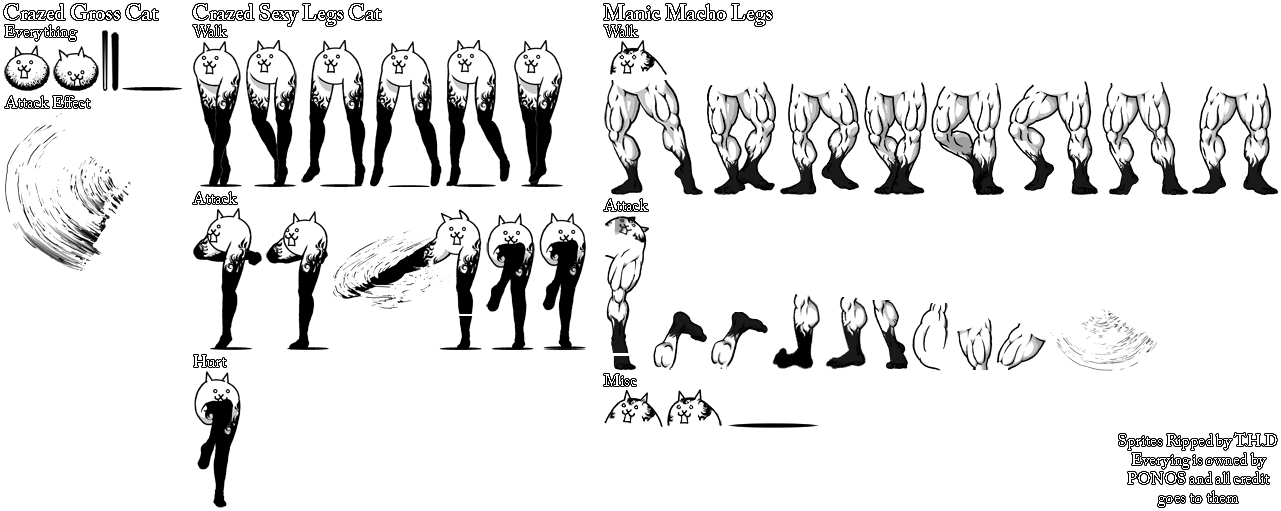 Crazed Gross Cat
Everything
Attack Effect
Crazed Sexy Legs Cat
Walk
Attack
Hurt
Manic Macho Legs
Walk
Attack
Misc
Sprites Ripped by T.H.D
Everying is owned by
PONOS and all credit
goes to them